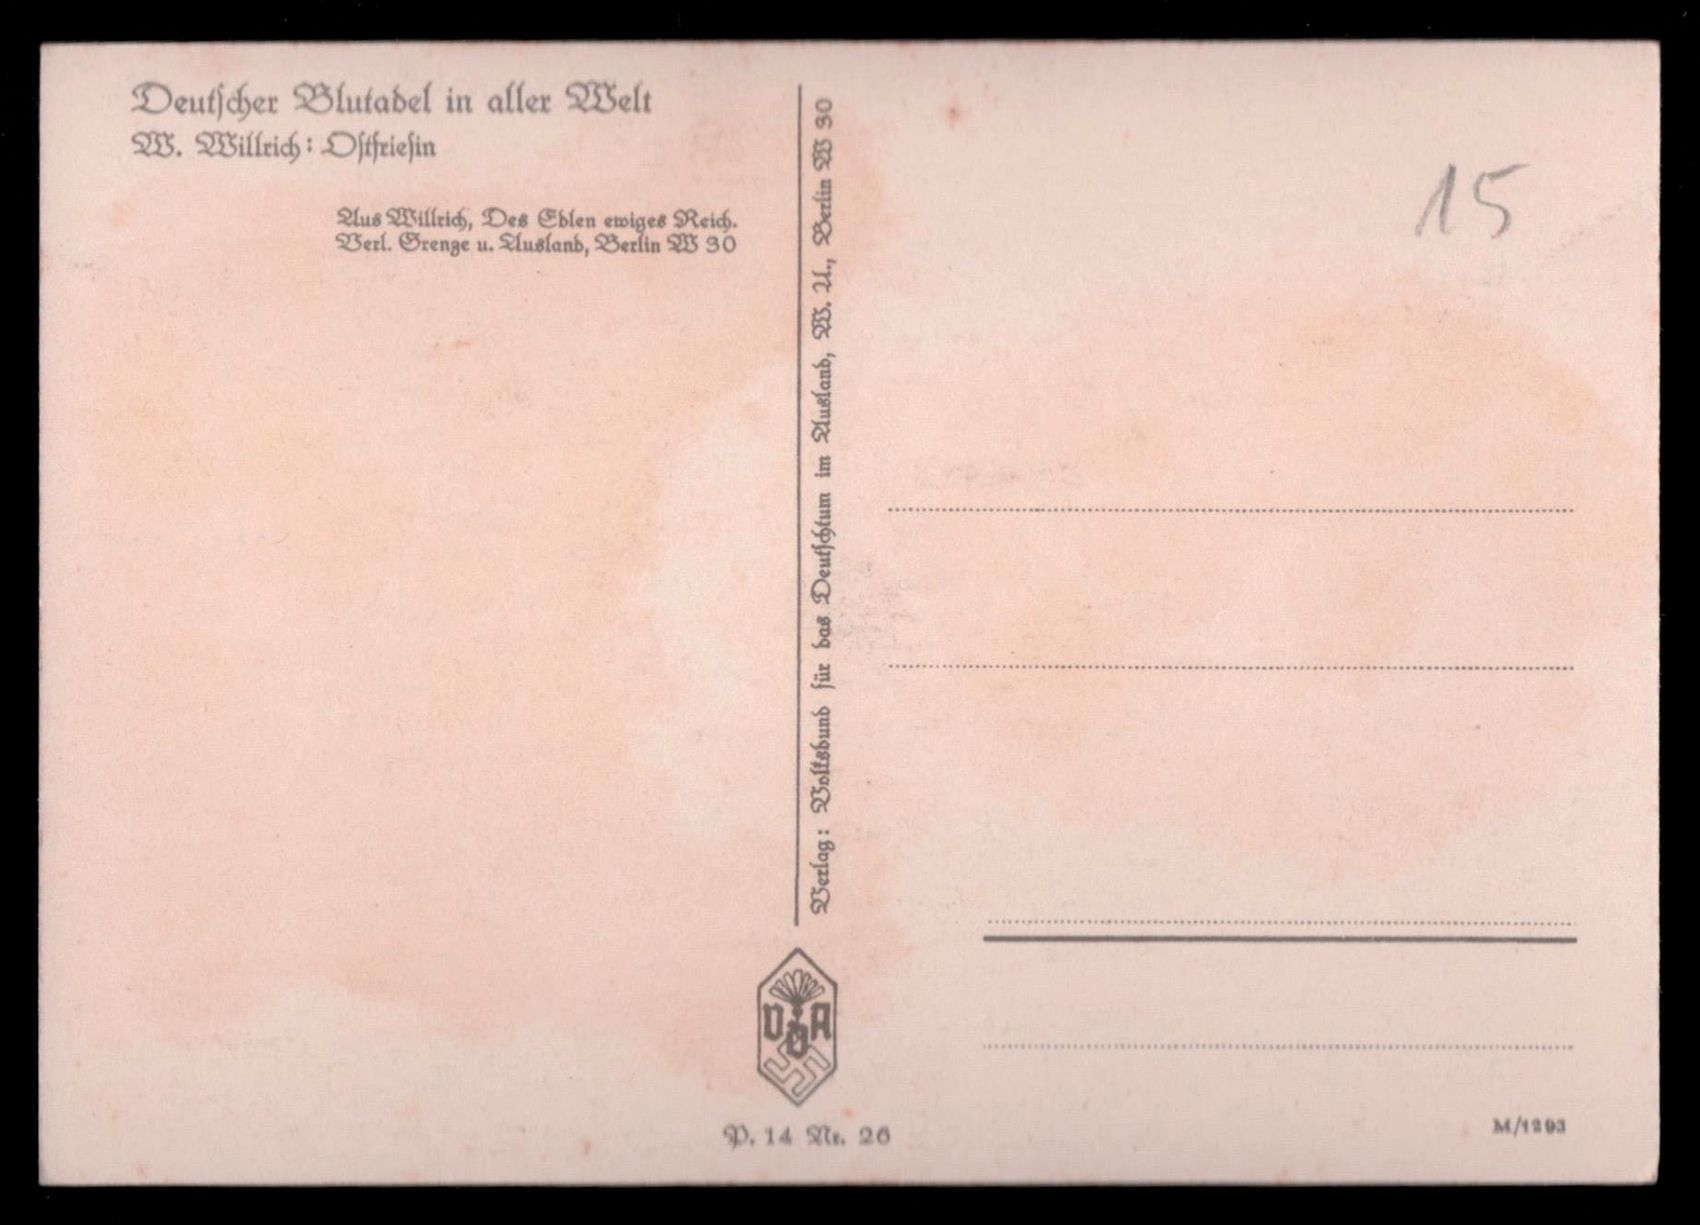 Deutscher Blutadel in aller Welt
W. Willrich: Ostfriesin
Aus Willrich, Des Edlen ewiges Reich.
Verl. Grenze u. Ausland, Berlin W 30
Verlag: Volksbund für das Deutschtum im Ausland, W. U., Berlin W 30
15
VDA
P. 14 Nr. 26
M/1293